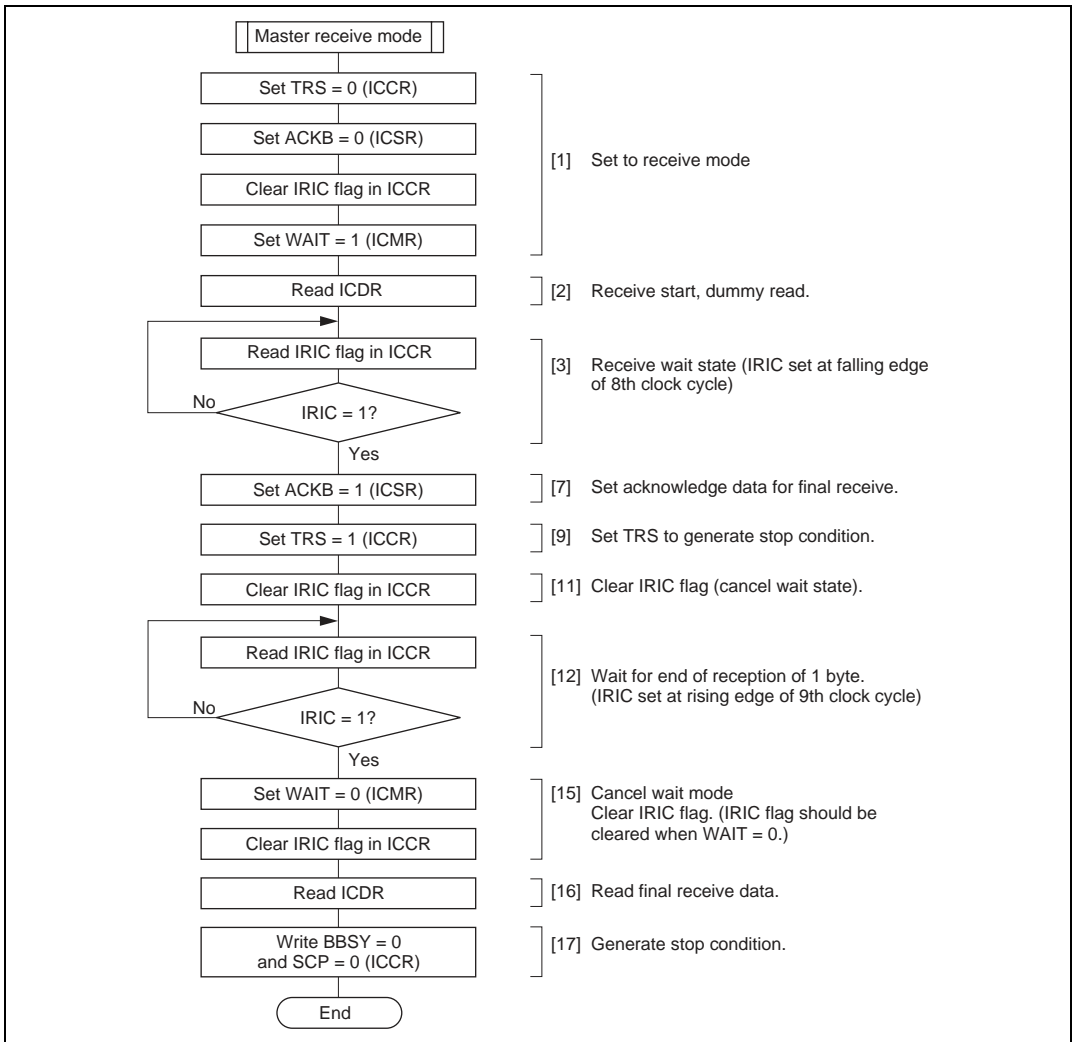 Master receive mode
Set TRS = 0 (ICCR)
Set ACKB = 0 (ICSR)
[1] Set to receive mode
Clear IRIC flag in ICCR
Set WAIT = 1 (ICMR)
Read ICDR
[2] Receive start, dummy read.
Read IRIC flag in ICCR
[3] Receive wait state (IRIC set at falling edge
of 8th clock cycle)
No
IRIC = 1?
Yes
Set ACKB = 1 (ICSR)
[7] Set acknowledge data for final receive.
Set TRS = 1 (ICCR)
[9] Set TRS to generate stop condition.
Clear IRIC flag in ICCR
[11] Clear IRIC flag (cancel wait state).
Read IRIC flag in ICCR
[12] Wait for end of reception of 1 byte.
(IRIC set at rising edge of 9th clock cycle)
No
IRIC = 1?
Yes
Set WAIT = 0 (ICMR)
[15] Cancel wait mode
Clear IRIC flag. (IRIC flag should be
cleared when WAIT = 0.)
Clear IRIC flag in ICCR
Read ICDR
[16] Read final receive data.
Write BBSY = 0
and SCP = 0 (ICCR)
[17] Generate stop condition.
End